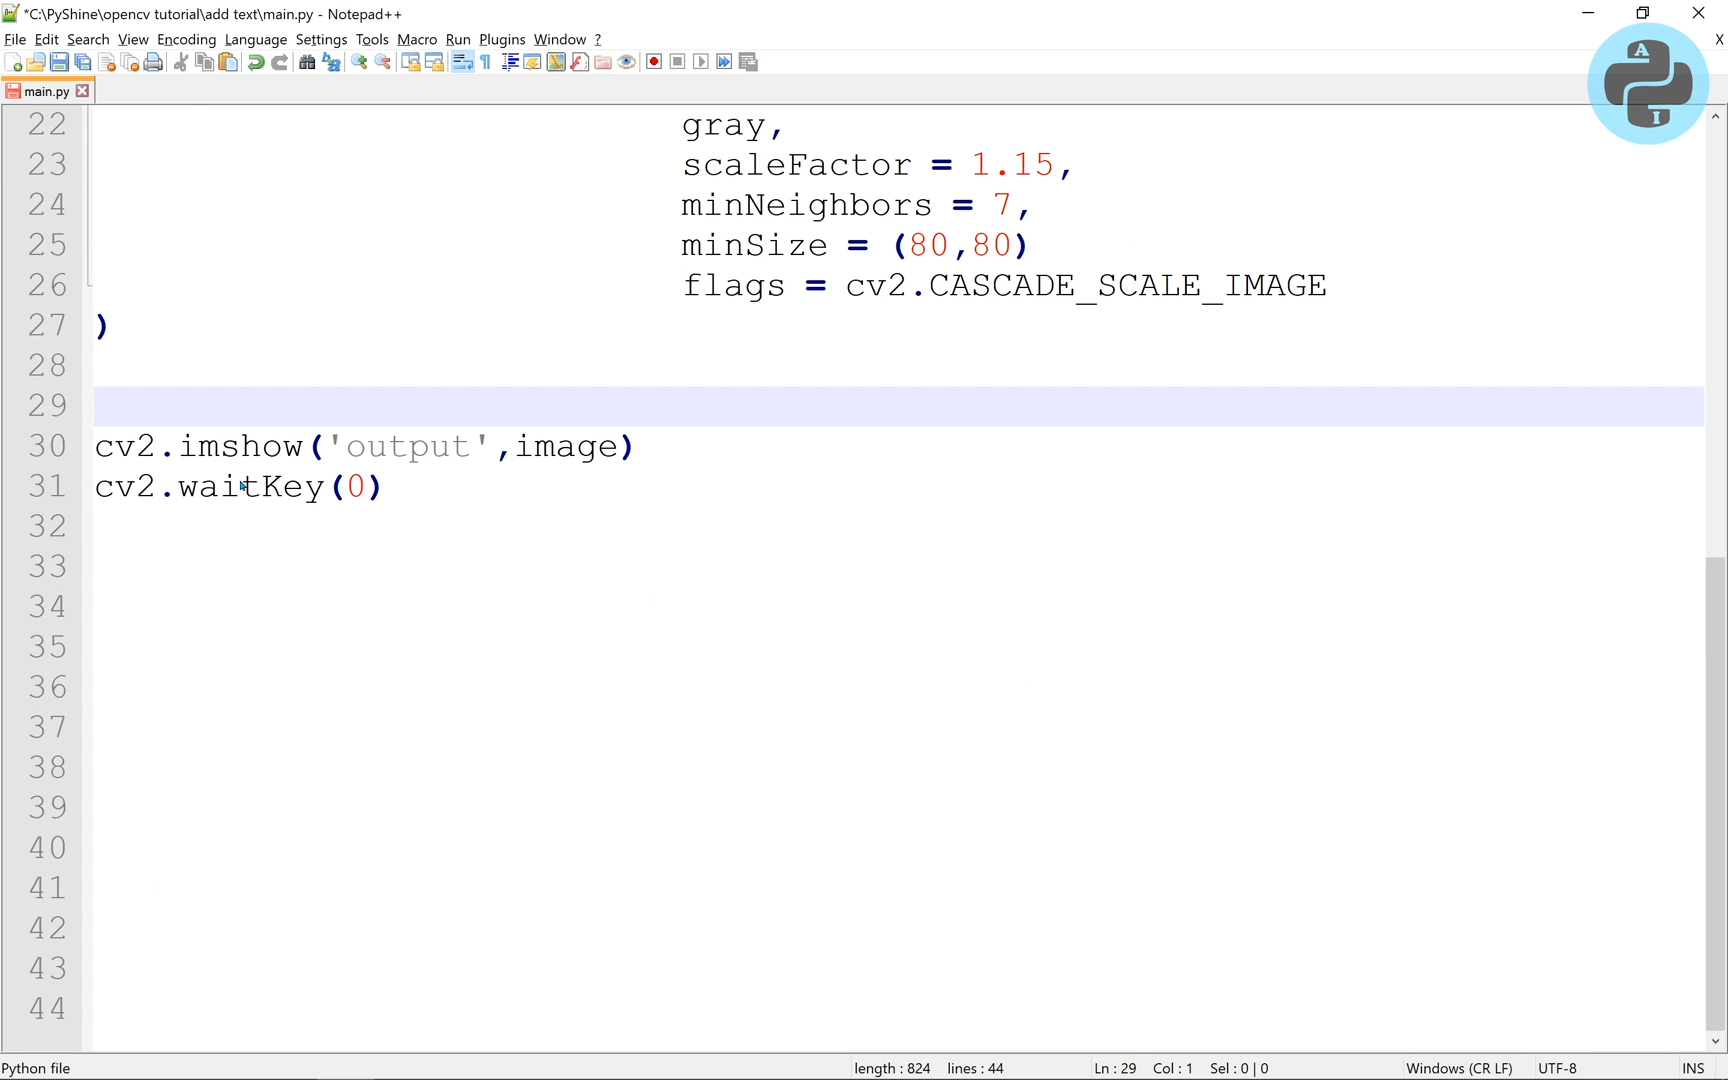 *C:\PyShine\opencv tutorial\add text\main.py - Notepad++
File Edit Search View Encoding Language Settings Tools Macro Run Plugins Window ? X
main.py
A
I
22 gray,
23 scaleFactor = 1.15,
24 minNeighbors = 7,
25 minSize = (80,80)
26 flags = cv2.CASCADE_SCALE_IMAGE
27 )
28
29
30 cv2.imshow('output',image)
31 cv2.waitKey(0)
32
33
34
35
36
37
38
39
40
41
42
43
44
Python file length : 824 lines : 44 Ln : 29 Col : 1 Sel : 0 | 0 Windows (CR LF) UTF-8 INS